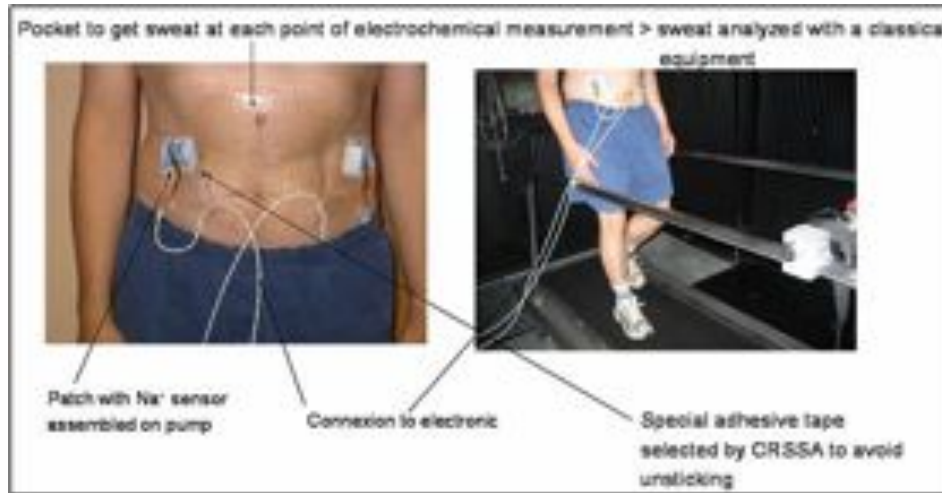 Pocket to get sweat at each point of electrochemical measurement > sweat analyzed with a classical
equipment
Patch with Na⁺ sensor
assembled on pump
Connexion to electronic
Special adhesive tape
selected by CRSSA to avoid
unsticking